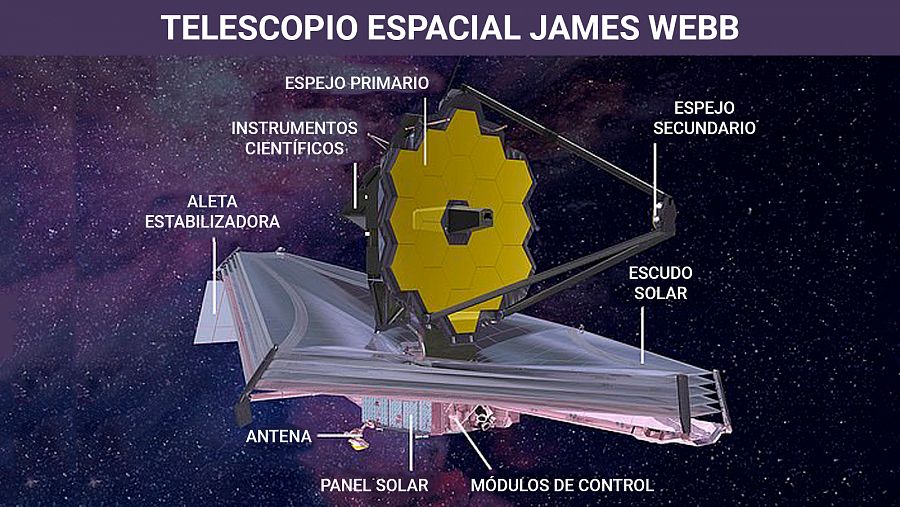 TELESCOPIO ESPACIAL JAMES WEBB
ESPEJO PRIMARIO
ESPEJO
SECUNDARIO
INSTRUMENTOS
CIENTÍFICOS
ALETA
ESTABILIZADORA
ESCUDO
SOLAR
ANTENA
PANEL SOLAR
MÓDULOS DE CONTROL